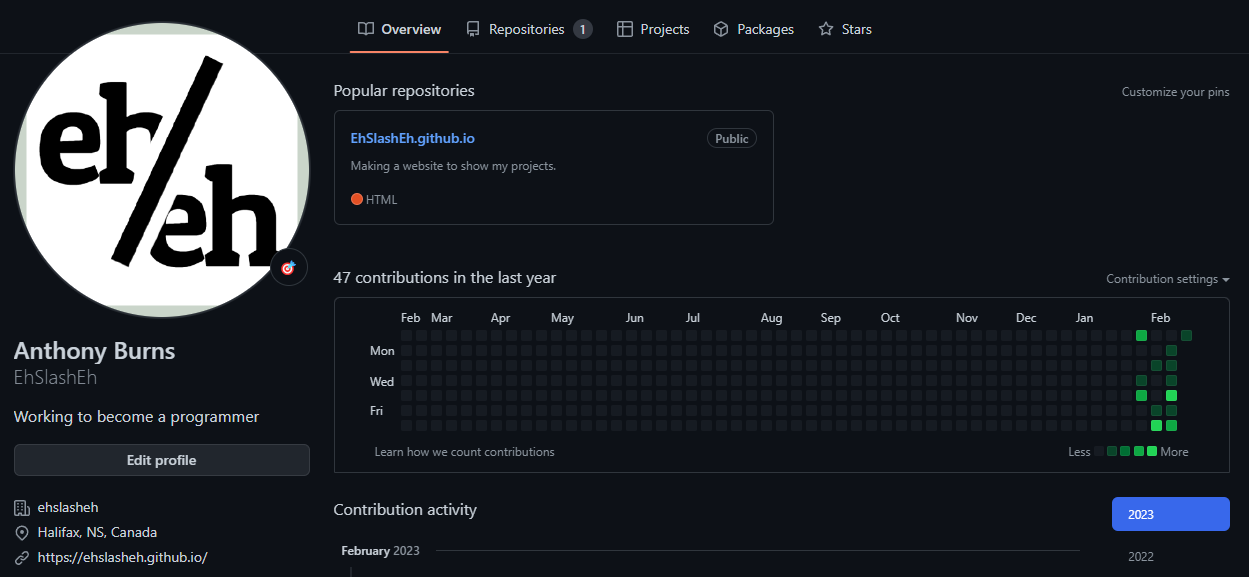 Overview Repositories 1 Projects Packages Stars
eh/eh
Anthony Burns
EhSlashEh
Working to become a programmer
Edit profile
ehslasheh
Halifax, NS, Canada
https://ehslasheh.github.io/
Popular repositories Customize your pins
EhSlashEh.github.io Public
Making a website to show my projects.
HTML
47 contributions in the last year Contribution settings
Feb Mar Apr May Jun Jul Aug Sep Oct Nov Dec Jan Feb
Mon
Wed
Fri
Learn how we count contributions Less More
Contribution activity
February 2023
2023
2022